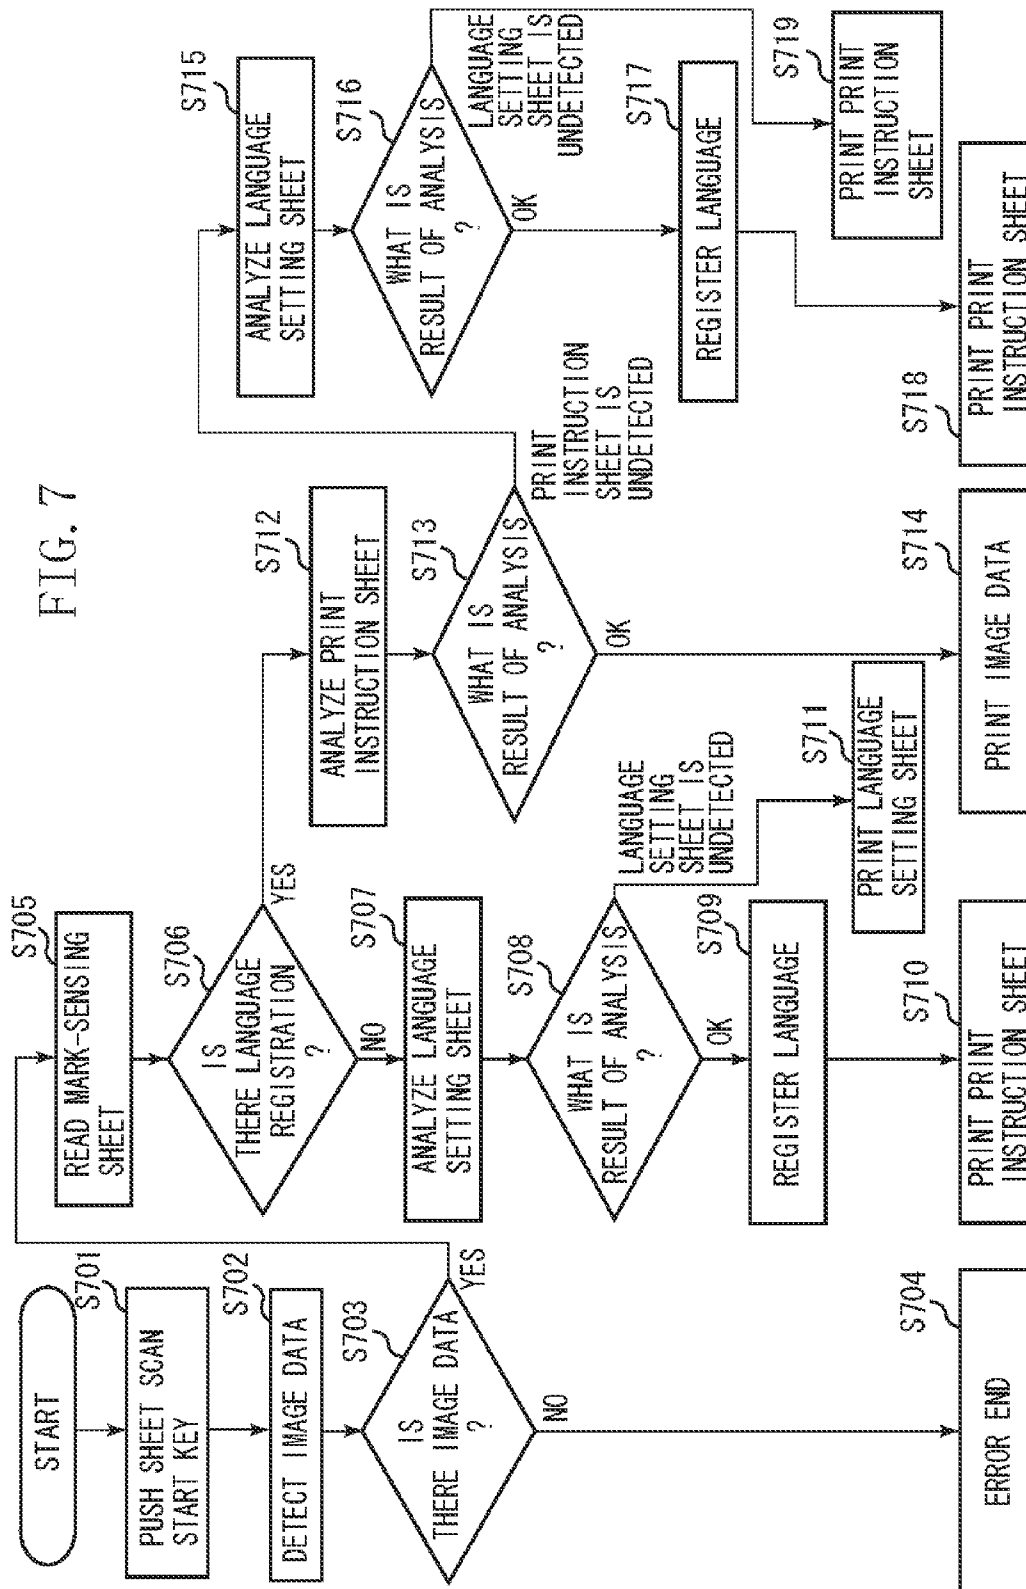 FIG. 7
START
S701
PUSH SHEET SCAN
START KEY
S702
DETECT IMAGE DATA
S703
IS
THERE IMAGE DATA
?
YES
NO
S704
ERROR END
S705
READ MARK-SENSING
SHEET
S706
IS
THERE LANGUAGE
REGISTRATION
?
YES
NO
S707
ANALYZE LANGUAGE
SETTING SHEET
S708
WHAT IS
RESULT OF ANALYSIS
?
LANGUAGE
SETTING
SHEET IS
UNDETECTED
OK
S709
REGISTER LANGUAGE
S710
PRINT PRINT
INSTRUCTION SHEET
S711
PRINT LANGUAGE
SETTING SHEET
S712
ANALYZE PRINT
INSTRUCTION SHEET
S713
WHAT IS
RESULT OF ANALYSIS
?
PRINT
INSTRUCTION
SHEET IS
UNDETECTED
OK
S714
PRINT IMAGE DATA
S715
ANALYZE LANGUAGE
SETTING SHEET
S716
WHAT IS
RESULT OF ANALYSIS
?
LANGUAGE
SETTING
SHEET IS
UNDETECTED
OK
S717
REGISTER LANGUAGE
S718
PRINT PRINT
INSTRUCTION SHEET
S719
PRINT PRINT
INSTRUCTION
SHEET